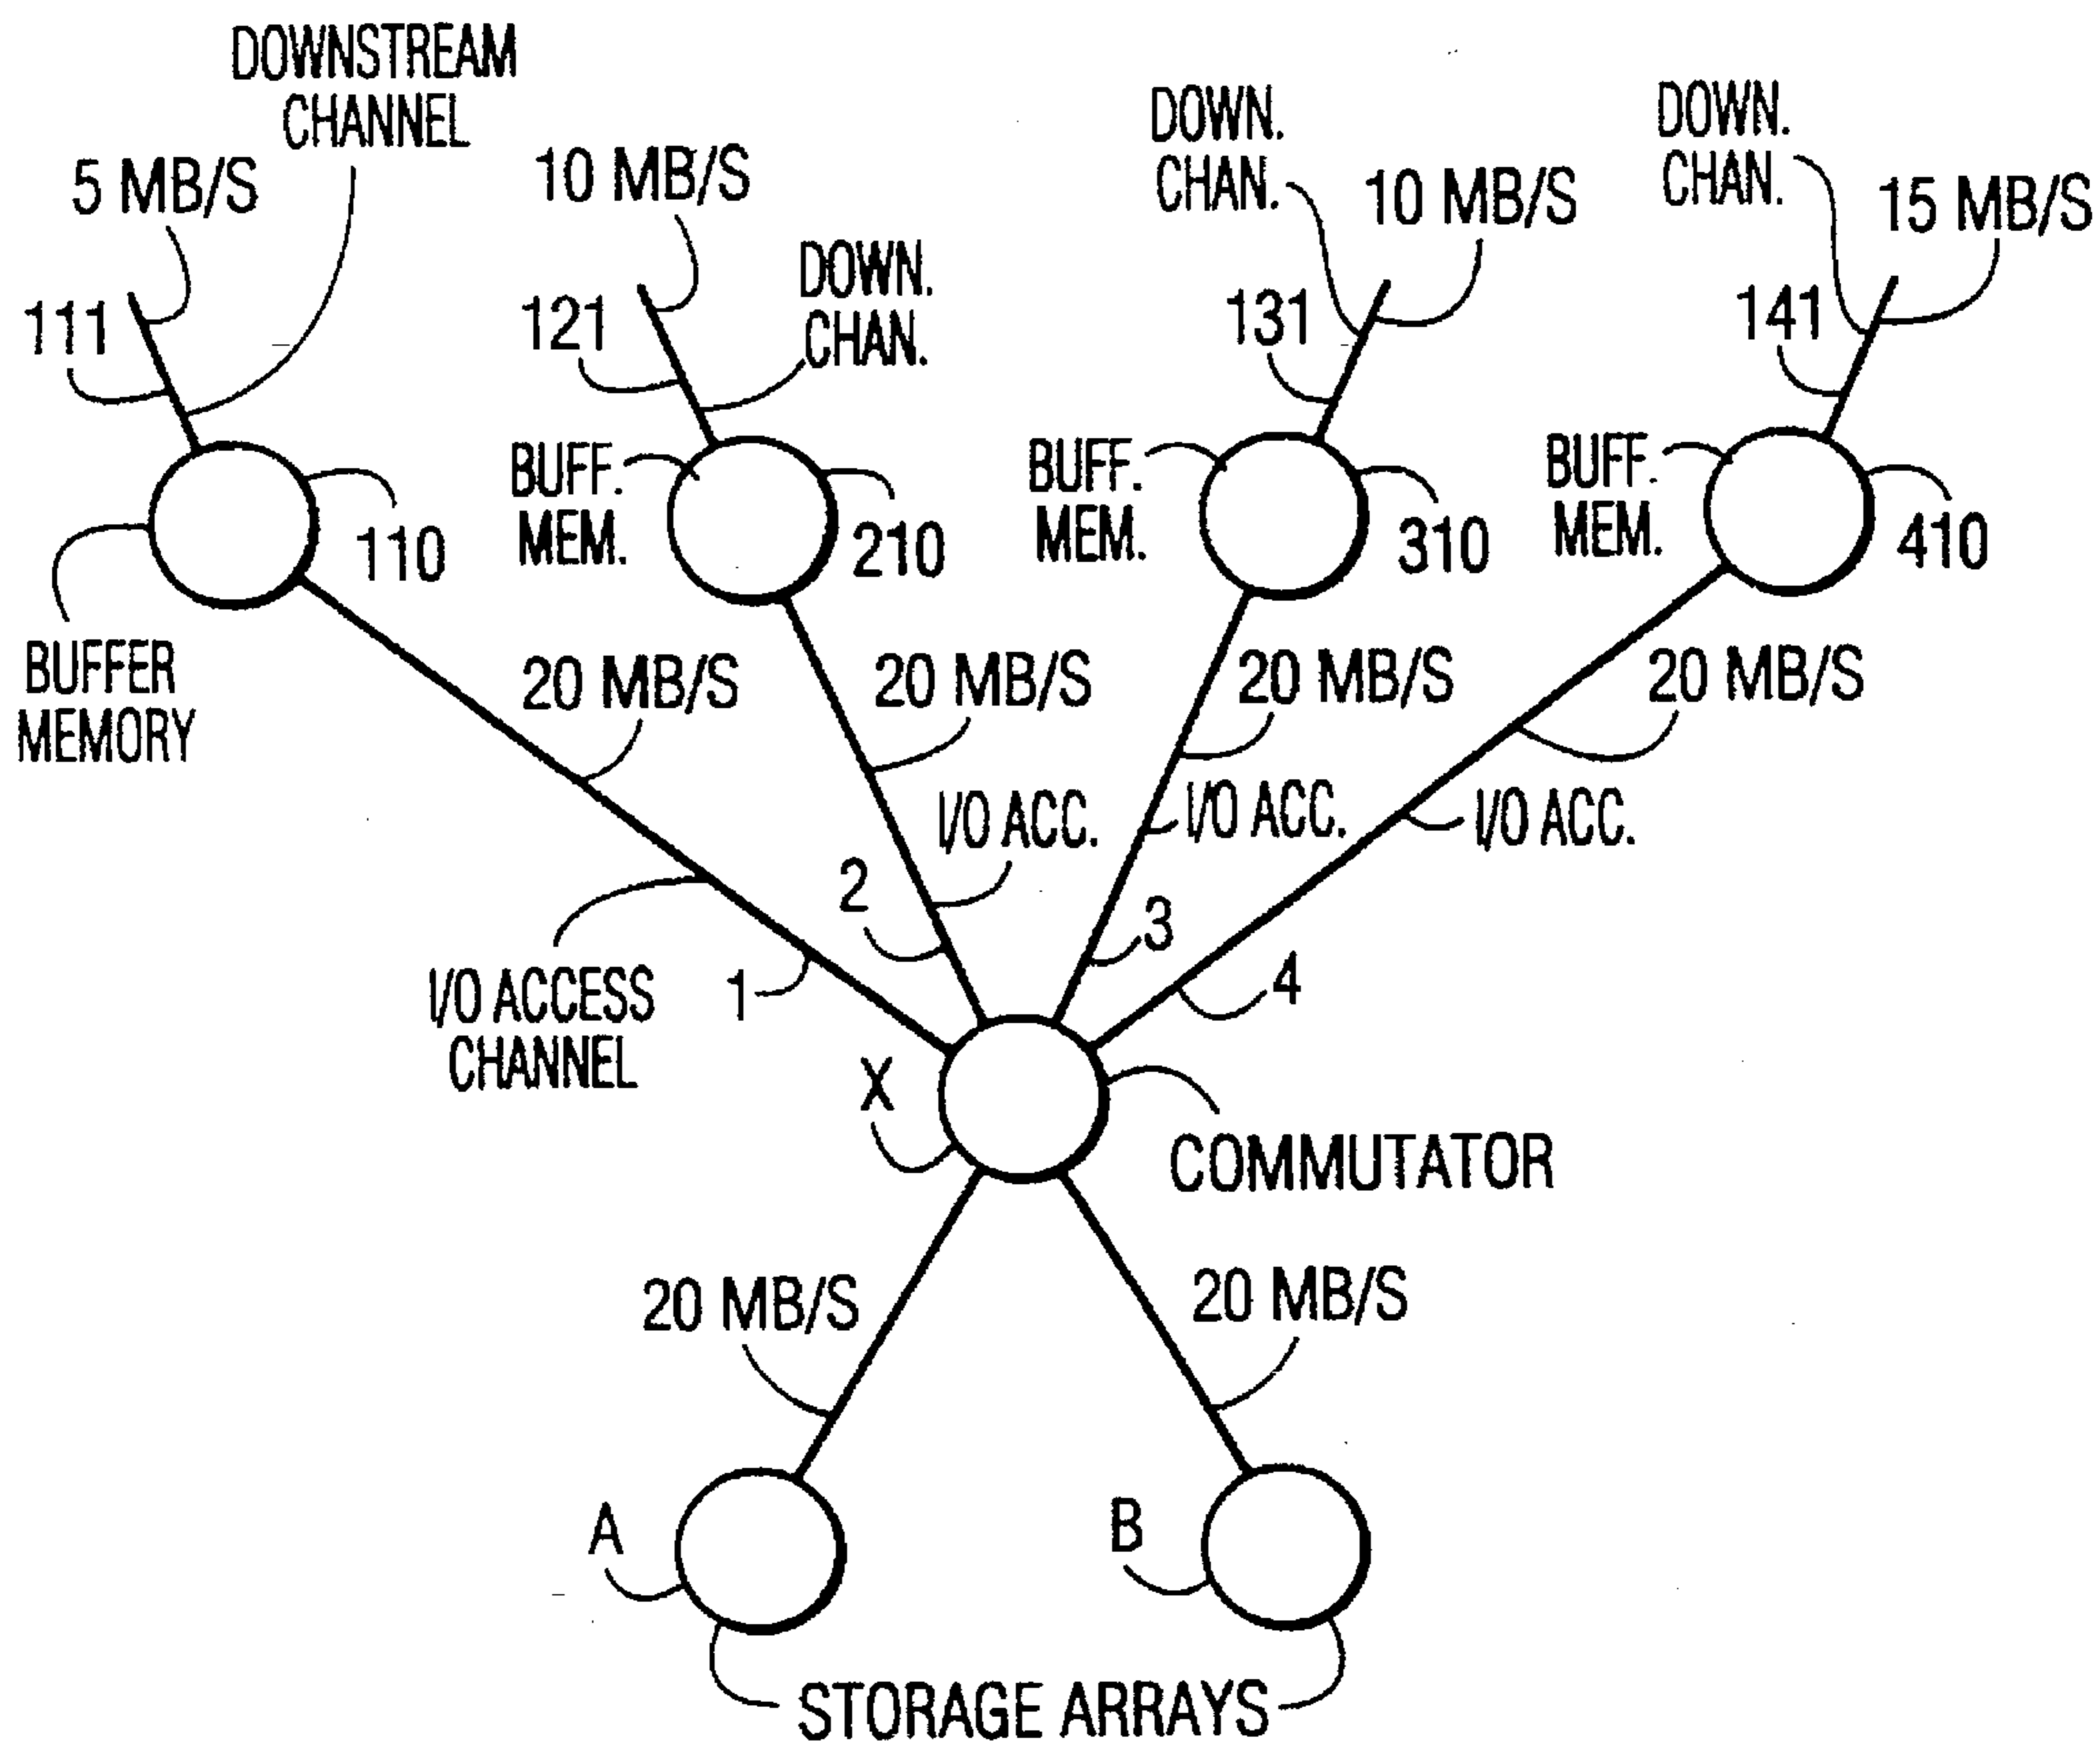 DOWNSTREAM
CHANNEL
5 MB/S
10 MB/S
DOWN.
CHAN.
10 MB/S
DOWN.
CHAN.
15 MB/S
111
121
DOWN.
CHAN.
131
141
BUFF.
MEM.
BUFF.
MEM.
BUFF.
MEM.
110
210
310
410
BUFFER
MEMORY
20 MB/S
20 MB/S
20 MB/S
20 MB/S
I/O ACC.
I/O ACC.
I/O ACC.
2
3
I/O ACCESS
CHANNEL
1
4
X
COMMUTATOR
20 MB/S
20 MB/S
A
B
STORAGE ARRAYS